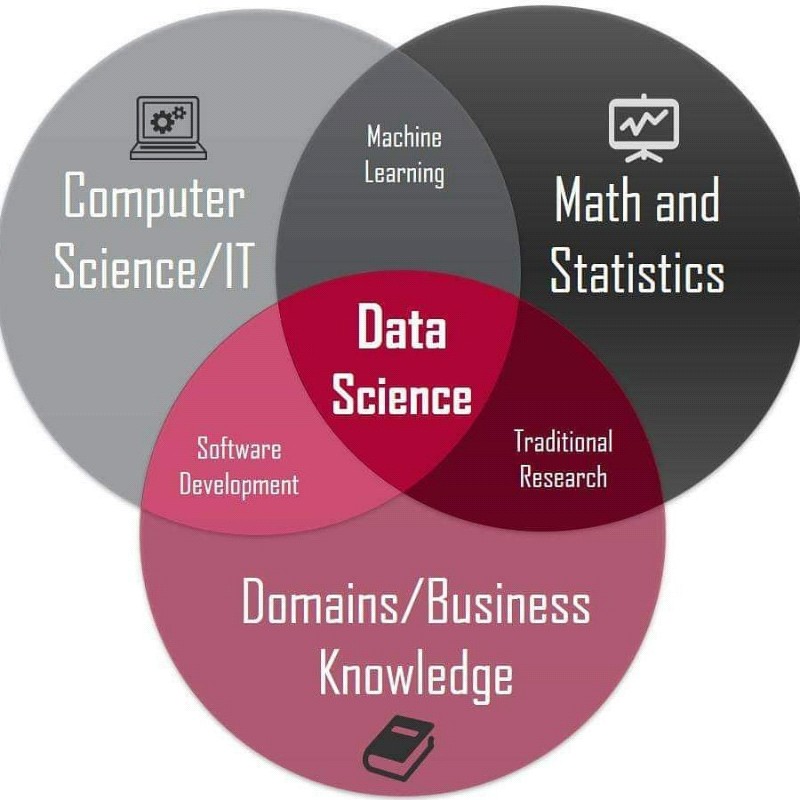 Machine
Learning
Computer
Science/IT
Math and
Statistics
Data
Science
Software
Development
Traditional
Research
Domains/Business
Knowledge